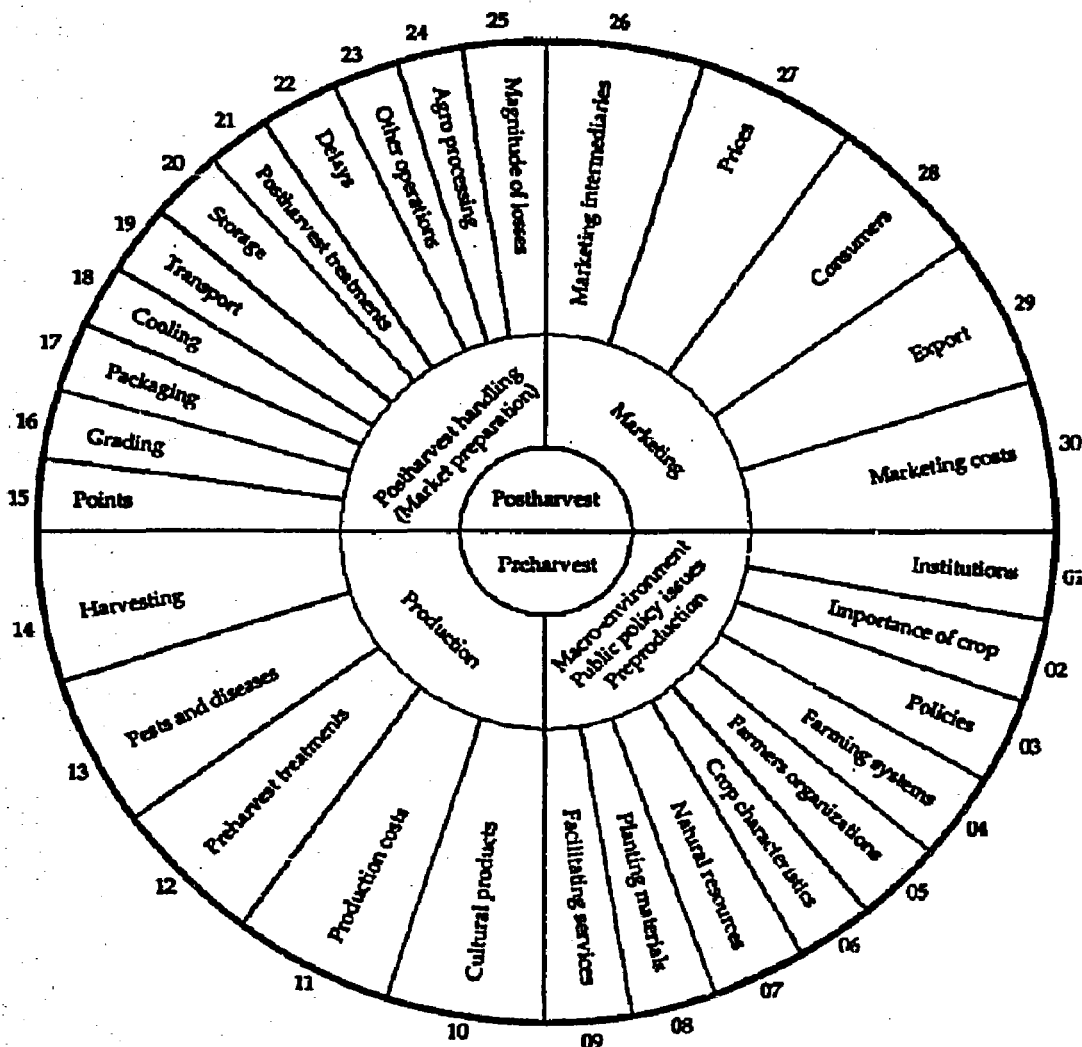 Postharvest
Preharvest
Macro-environment
Public policy issues
Preproduction
Production
Postharvest handling
(Market preparation)
Marketing
01
Institutions
02
Importance of crop
03
Policies
04
Farming systems
05
Farmers organizations
06
Crop characteristics
07
Natural resources
08
Planting materials
09
Facilitating services
10
Cultural products
11
Production costs
12
Preharvest treatments
13
Pests and diseases
14
Harvesting
15
Points
16
Grading
17
Packaging
18
Cooling
19
Transport
20
Storage
21
Postharvest treatments
22
Delays
23
Other operations
24
Agro processing
25
Magnitude of losses
26
Marketing intermediaries
27
Prices
28
Consumers
29
Export
30
Marketing costs